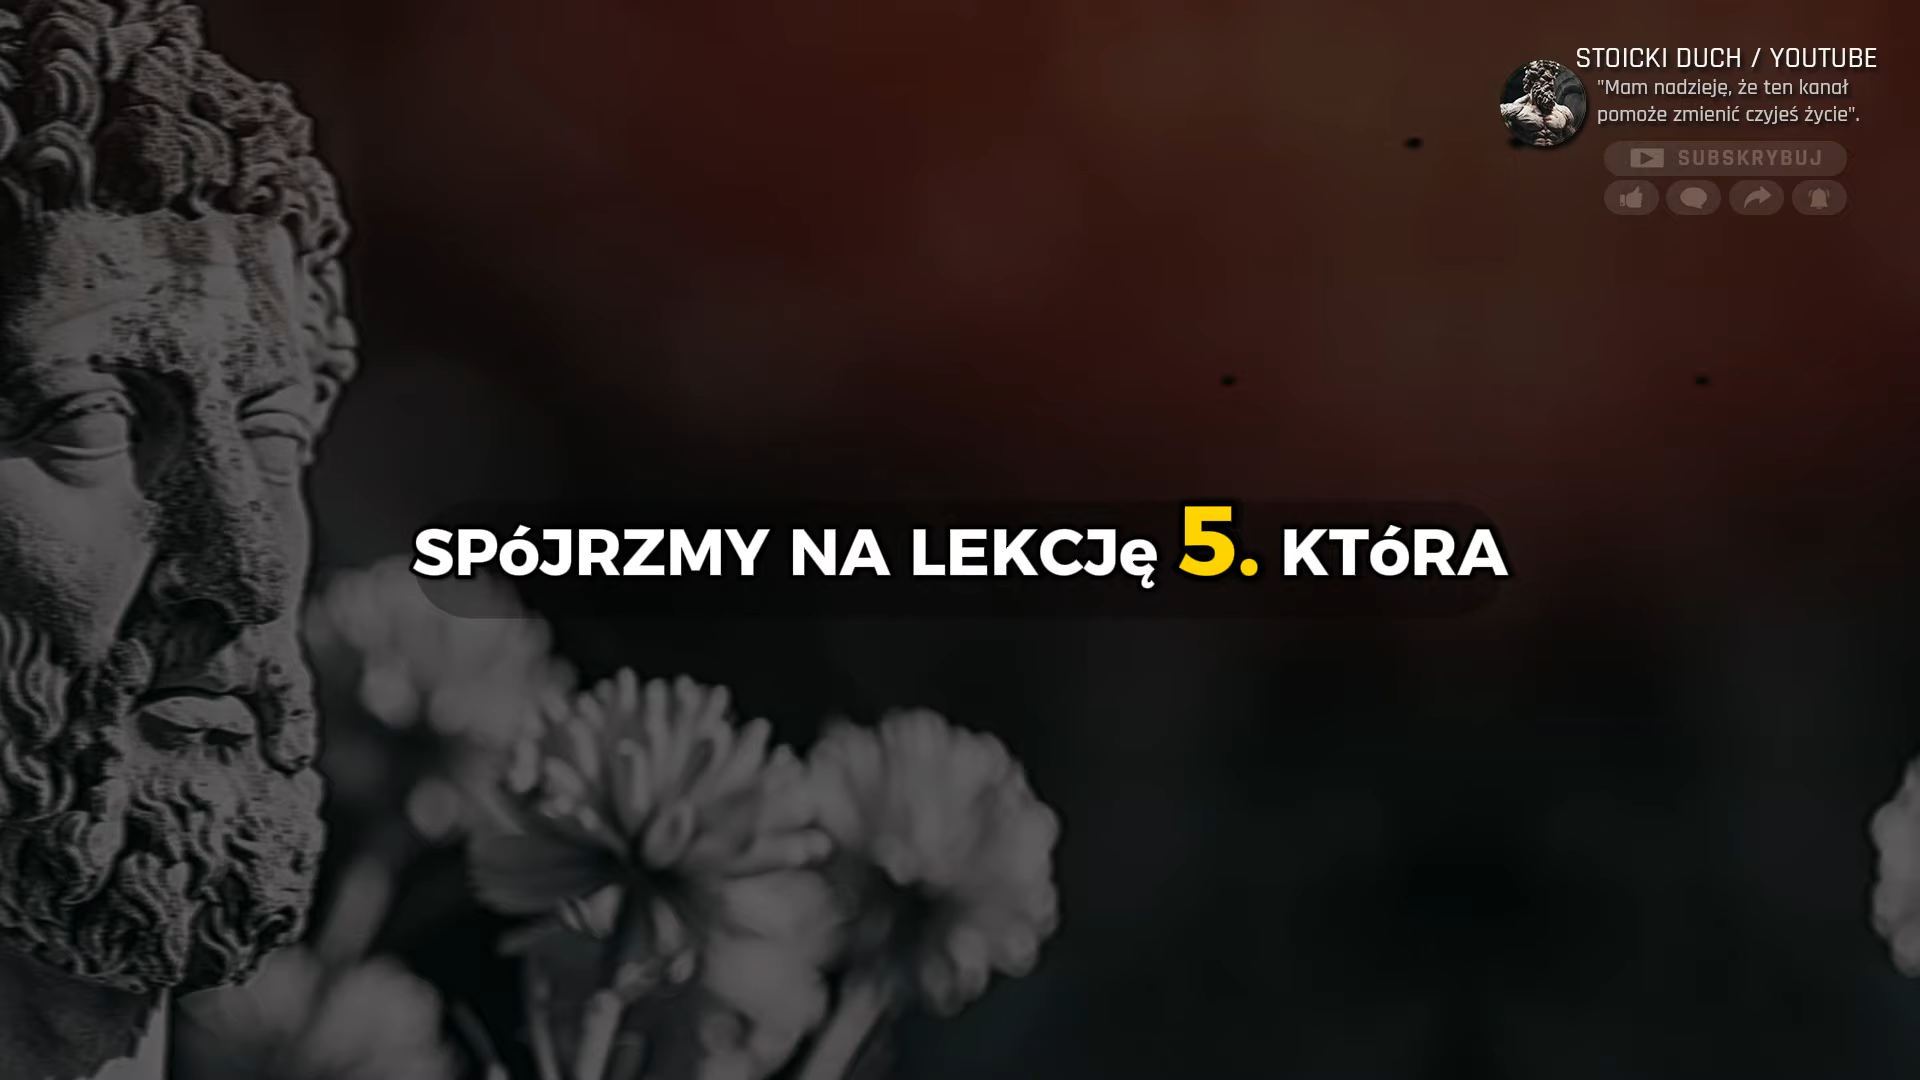 STOICKI DUCH / YOUTUBE
"Mam nadzieję, że ten kanał
pomoże zmienić czyjeś życie".
SUBSKRYBUJ
SPóJRZMY NA LEKCJę 5. KTóRA